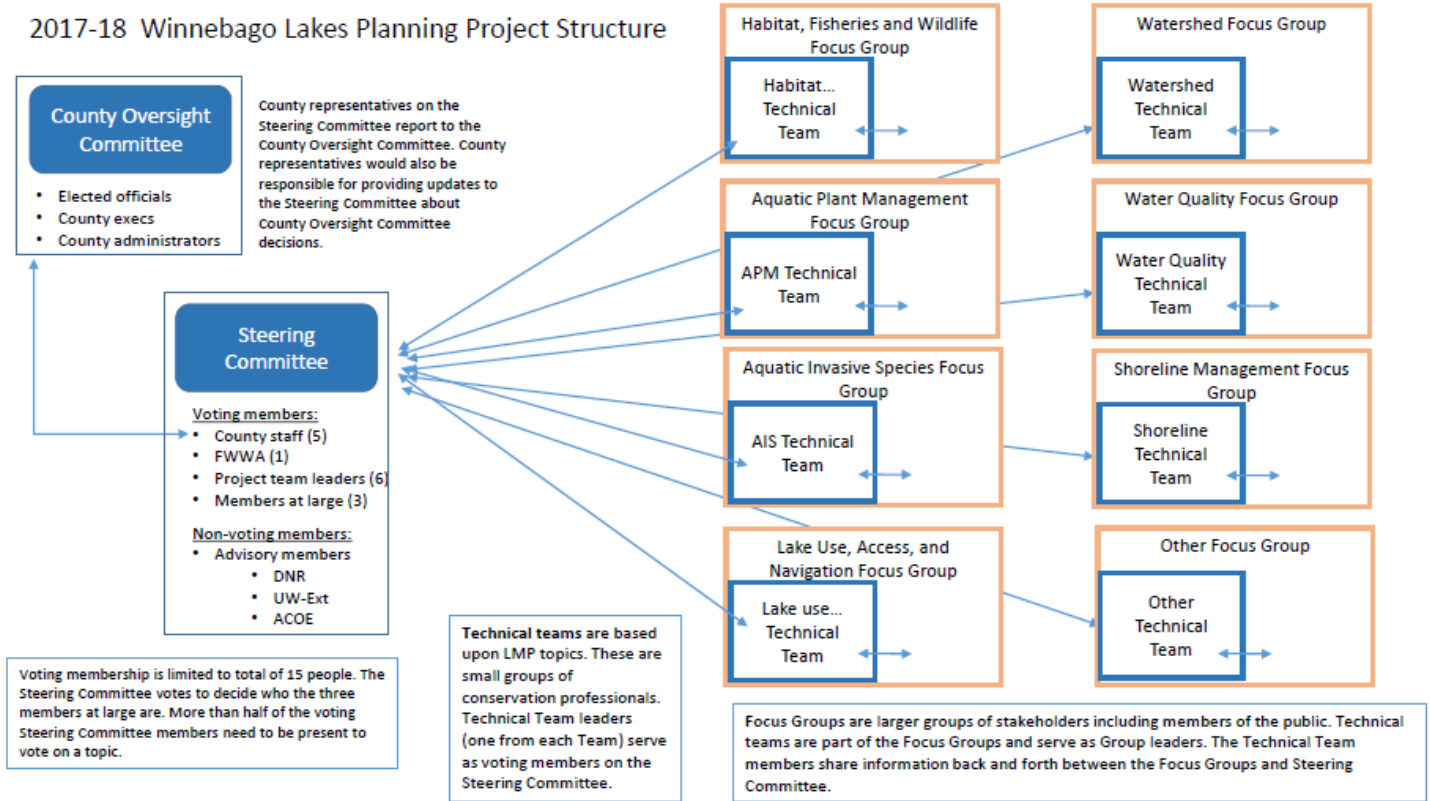 2017-18 Winnebago Lakes Planning Project Structure
County Oversight
Committee
• Elected officials
• County execs
• County administrators
County representatives on the
Steering Committee report to the
County Oversight Committee. County
representatives would also be
responsible for providing updates to
the Steering Committee about
County Oversight Committee
decisions.
Steering
Committee
Voting members:
• County staff (5)
• FWWA (1)
• Project team leaders (6)
• Members at large (3)
Non-voting members:
• Advisory members
• DNR
• UW-Ext
• ACOE
Voting membership is limited to total of 15 people. The
Steering Committee votes to decide who the three
members at large are. More than half of the voting
Steering Committee members need to be present to
vote on a topic.
Technical teams are based
upon LMP topics. These are
small groups of
conservation professionals.
Technical Team leaders
(one from each Team) serve
as voting members on the
Steering Committee.
Habitat, Fisheries and Wildlife
Focus Group
Habitat...
Technical
Team
Watershed Focus Group
Watershed
Technical
Team
Aquatic Plant Management
Focus Group
APM Technical
Team
Water Quality Focus Group
Water Quality
Technical
Team
Aquatic Invasive Species Focus
Group
AIS Technical
Team
Shoreline Management Focus
Group
Shoreline
Technical
Team
Lake Use, Access, and
Navigation Focus Group
Lake use...
Technical
Team
Other Focus Group
Other
Technical
Team
Focus Groups are larger groups of stakeholders including members of the public. Technical
teams are part of the Focus Groups and serve as Group leaders. The Technical Team
members share information back and forth between the Focus Groups and Steering
Committee.